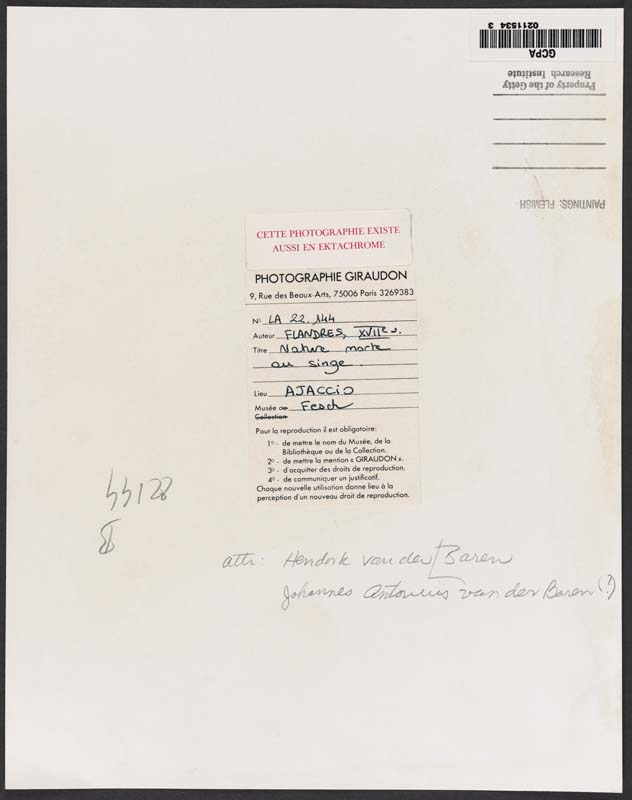 0211534 3
GCPA
Property of the Getty
Research Institute
PAINTINGS: FLEMISH
CETTE PHOTOGRAPHIE EXISTE
AUSSI EN EKTACHROME
PHOTOGRAPHIE GIRAUDON
9, Rue des Beaux-Arts, 75006 Paris 3269383
No LA 22.144
Auteur FLANDRES, XVIIe s.
Titre Nature morte
au singe.
Lieu AJACCIO
Musée ou Fesch
Collection
Pour la reproduction il est obligatoire:
1o - de mettre le nom du Musée, de la
Bibliothèque ou de la Collection.
2o - de mettre la mention « GIRAUDON ».
3o - d'acquitter des droits de reproduction.
4o - de communiquer un justificatif.
Chaque nouvelle utilisation donne lieu à la
perception d'un nouveau droit de reproduction.
44128
attr: Hendrik van der Baren
Johannes Antonius van der Baren (?)